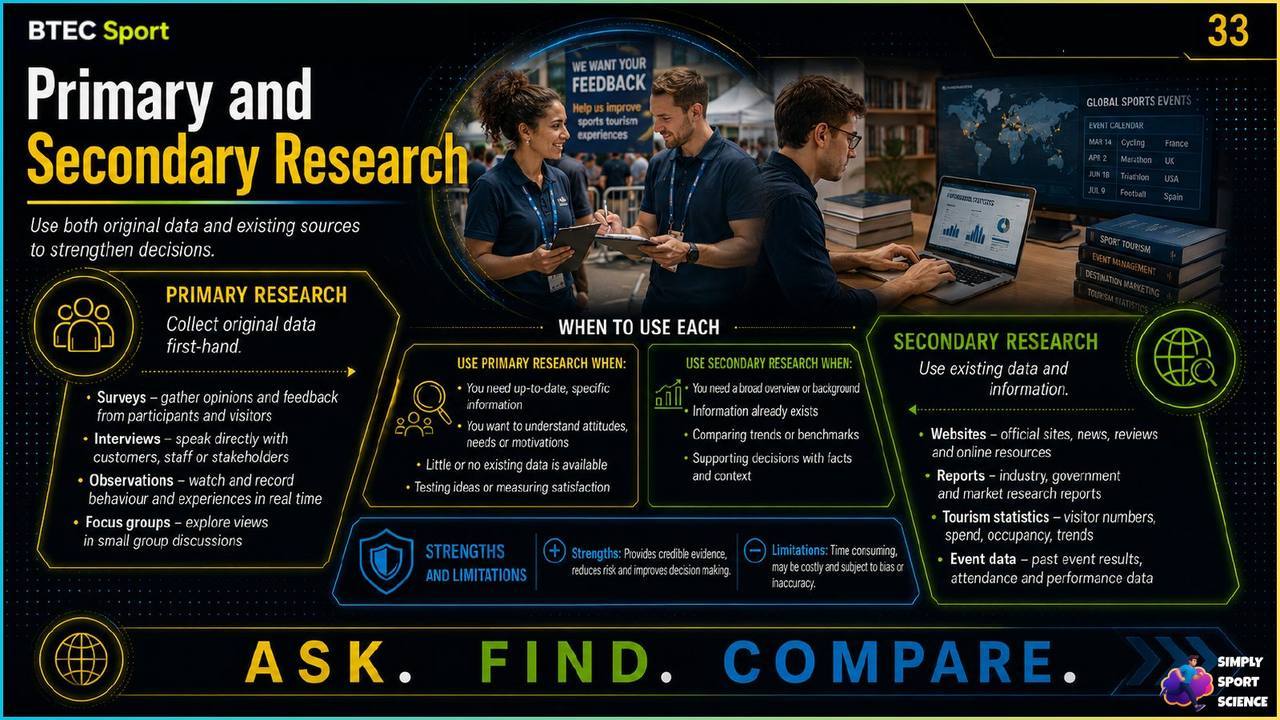 BTEC Sport
33
Primary and
Secondary Research
Use both original data and existing sources
to strengthen decisions.
WE WANT YOUR
FEEDBACK
Help us improve
sports tourism
experiences
GLOBAL SPORTS EVENTS
EVENT CALENDAR
MAR 14 Cycling France
APR 2 Marathon UK
JUN 18 Triathlon USA
JUL 9 Football Spain
SPORT TOURISM
EVENT MANAGEMENT
DESTINATION MARKETING
TOURISM STATISTICS
PRIMARY RESEARCH
Collect original data
first-hand.
• Surveys – gather opinions and feedback
from participants and visitors
• Interviews – speak directly with
customers, staff or stakeholders
• Observations – watch and record
behaviour and experiences in real time
• Focus groups – explore views
in small group discussions
WHEN TO USE EACH
USE PRIMARY RESEARCH WHEN:
• You need up-to-date, specific
information
• You want to understand attitudes,
needs or motivations
• Little or no existing data is available
• Testing ideas or measuring satisfaction
USE SECONDARY RESEARCH WHEN:
• You need a broad overview or background
• Information already exists
• Comparing trends or benchmarks
• Supporting decisions with facts
and context
SECONDARY RESEARCH
Use existing data and
information.
• Websites – official sites, news, reviews
and online resources
• Reports – industry, government
and market research reports
• Tourism statistics – visitor numbers,
spend, occupancy, trends
• Event data – past event results,
attendance and performance data
STRENGTHS
AND LIMITATIONS
Strengths: Provides credible evidence,
reduces risk and improves decision making.
Limitations: Time consuming,
may be costly and subject to bias or
inaccuracy.
ASK. FIND. COMPARE.
SIMPLY
SPORT
SCIENCE